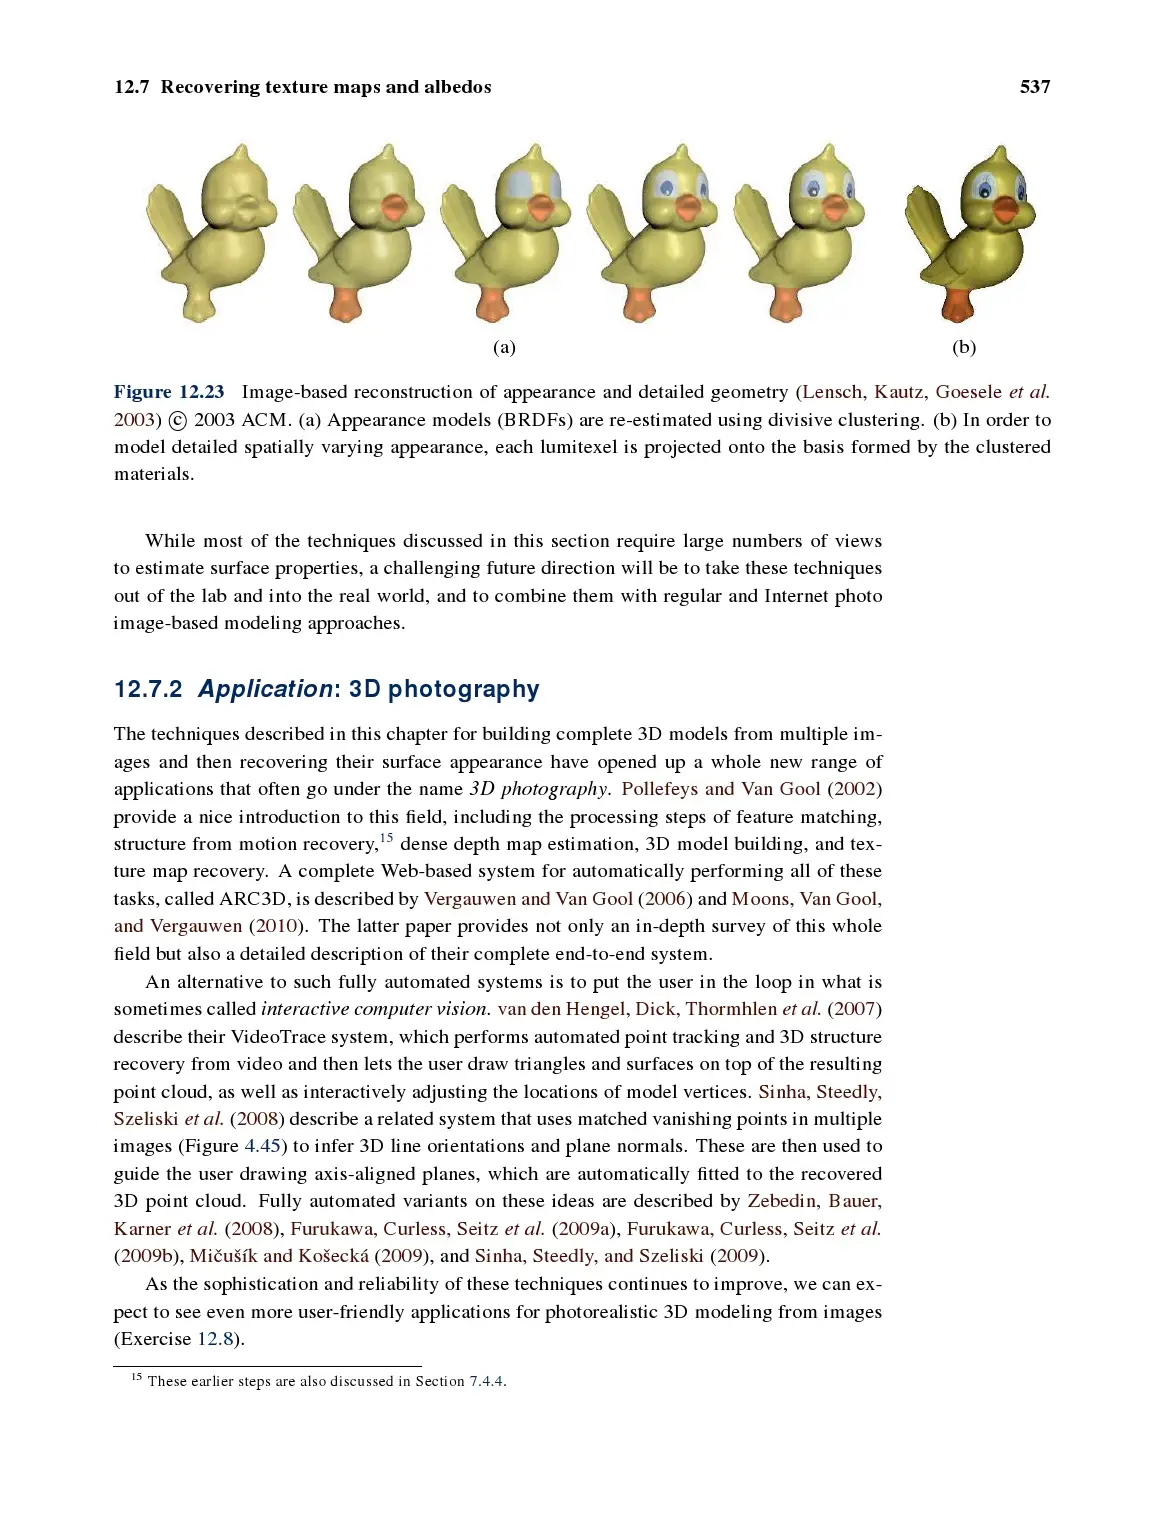 12.7 Recovering texture maps and albedos 537
(a) (b)
Figure 12.23 Image-based reconstruction of appearance and detailed geometry (Lensch, Kautz, Goesele et al.
2003) © 2003 ACM. (a) Appearance models (BRDFs) are re-estimated using divisive clustering. (b) In order to
model detailed spatially varying appearance, each lumitexel is projected onto the basis formed by the clustered
materials.
While most of the techniques discussed in this section require large numbers of views
to estimate surface properties, a challenging future direction will be to take these techniques
out of the lab and into the real world, and to combine them with regular and Internet photo
image-based modeling approaches.
12.7.2 Application: 3D photography
The techniques described in this chapter for building complete 3D models from multiple im-
ages and then recovering their surface appearance have opened up a whole new range of
applications that often go under the name 3D photography. Pollefeys and Van Gool (2002)
provide a nice introduction to this field, including the processing steps of feature matching,
structure from motion recovery,15 dense depth map estimation, 3D model building, and tex-
ture map recovery. A complete Web-based system for automatically performing all of these
tasks, called ARC3D, is described by Vergauwen and Van Gool (2006) and Moons, Van Gool,
and Vergauwen (2010). The latter paper provides not only an in-depth survey of this whole
field but also a detailed description of their complete end-to-end system.
An alternative to such fully automated systems is to put the user in the loop in what is
sometimes called interactive computer vision. van den Hengel, Dick, Thormhlen et al. (2007)
describe their VideoTrace system, which performs automated point tracking and 3D structure
recovery from video and then lets the user draw triangles and surfaces on top of the resulting
point cloud, as well as interactively adjusting the locations of model vertices. Sinha, Steedly,
Szeliski et al. (2008) describe a related system that uses matched vanishing points in multiple
images (Figure 4.45) to infer 3D line orientations and plane normals. These are then used to
guide the user drawing axis-aligned planes, which are automatically fitted to the recovered
3D point cloud. Fully automated variants on these ideas are described by Zebedin, Bauer,
Karner et al. (2008), Furukawa, Curless, Seitz et al. (2009a), Furukawa, Curless, Seitz et al.
(2009b), Mičušík and Košecká (2009), and Sinha, Steedly, and Szeliski (2009).
As the sophistication and reliability of these techniques continues to improve, we can ex-
pect to see even more user-friendly applications for photorealistic 3D modeling from images
(Exercise 12.8).
15 These earlier steps are also discussed in Section 7.4.4.